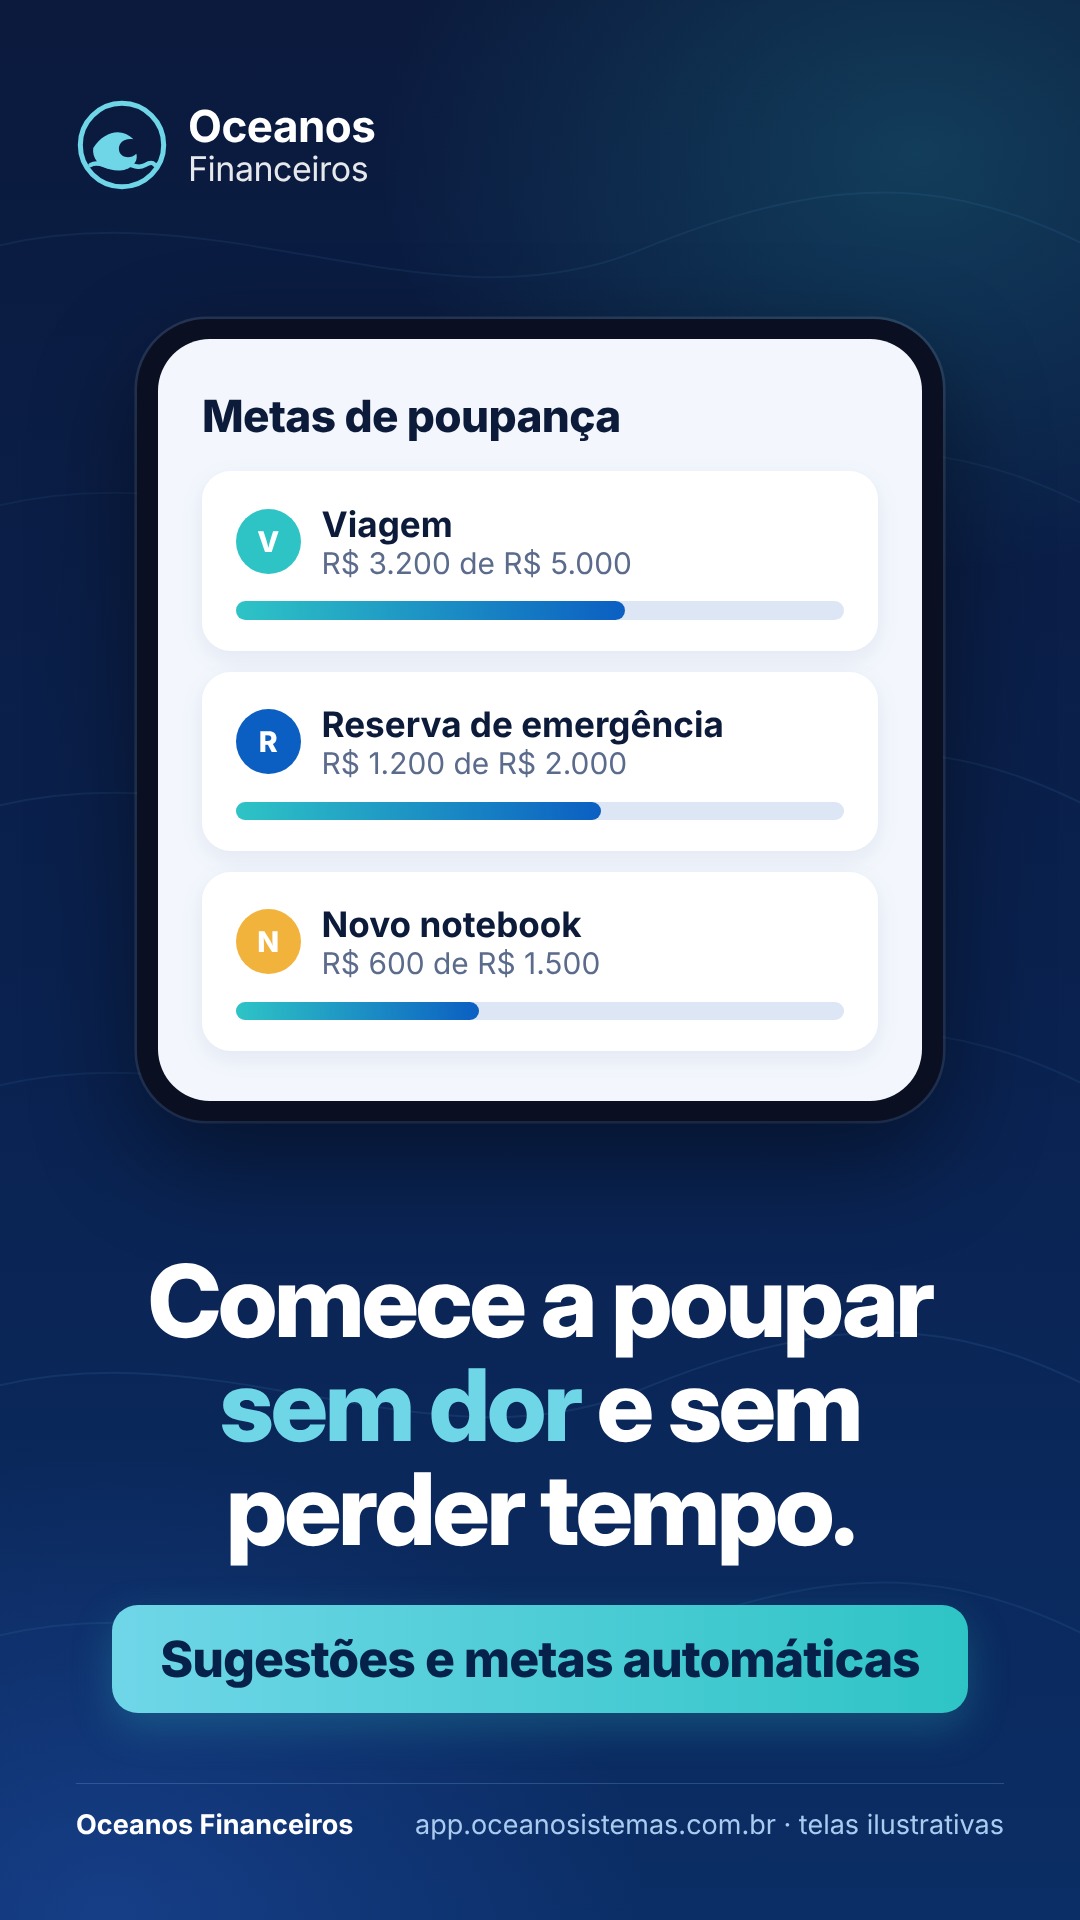 Oceanos
Financeiros
Metas de poupança
V
Viagem
R$ 3.200 de R$ 5.000
R
Reserva de emergência
R$ 1.200 de R$ 2.000
N
Novo notebook
R$ 600 de R$ 1.500
Comece a poupar
sem dor e sem
perder tempo.
Sugestões e metas automáticas
Oceanos Financeiros
app.oceanosistemas.com.br · telas ilustrativas